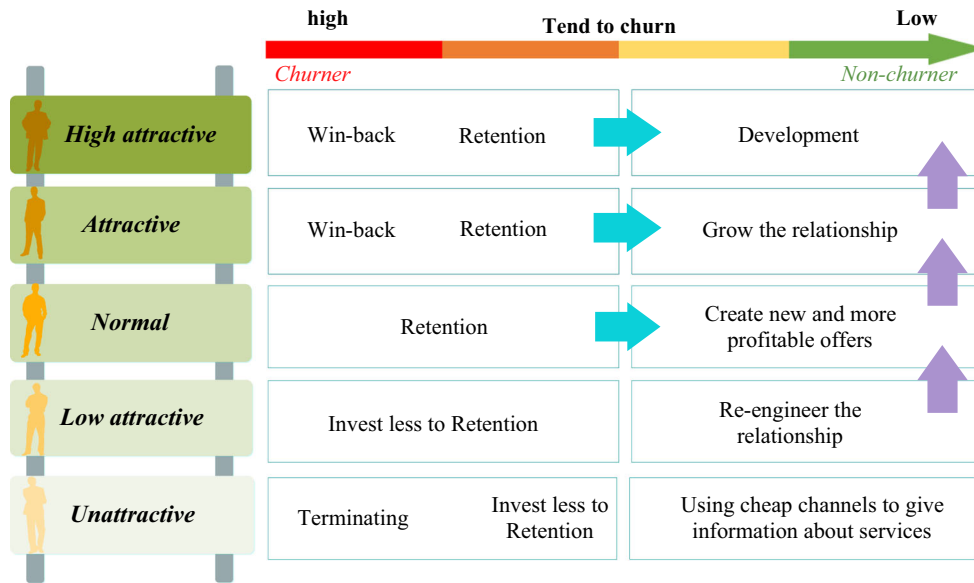 high
Tend to churn
Low
Churner
Non-churner
High attractive
Win-back
Retention
Development
Attractive
Win-back
Retention
Grow the relationship
Normal
Retention
Create new and more
profitable offers
Low attractive
Invest less to Retention
Re-engineer the
relationship
Unattractive
Terminating
Invest less to
Retention
Using cheap channels to give
information about services